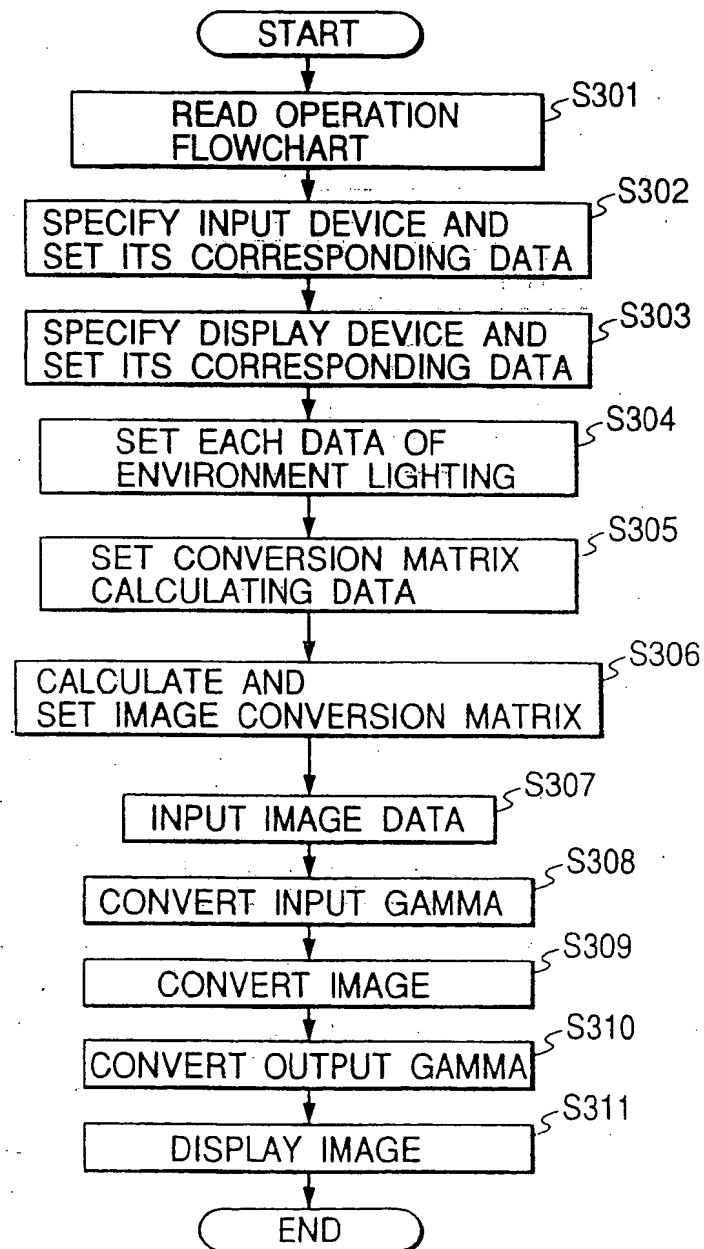 START
S301
READ OPERATION
FLOWCHART
S302
SPECIFY INPUT DEVICE AND
SET ITS CORRESPONDING DATA
S303
SPECIFY DISPLAY DEVICE AND
SET ITS CORRESPONDING DATA
S304
SET EACH DATA OF
ENVIRONMENT LIGHTING
S305
SET CONVERSION MATRIX
CALCULATING DATA
S306
CALCULATE AND
SET IMAGE CONVERSION MATRIX
S307
INPUT IMAGE DATA
S308
CONVERT INPUT GAMMA
S309
CONVERT IMAGE
S310
CONVERT OUTPUT GAMMA
S311
DISPLAY IMAGE
END